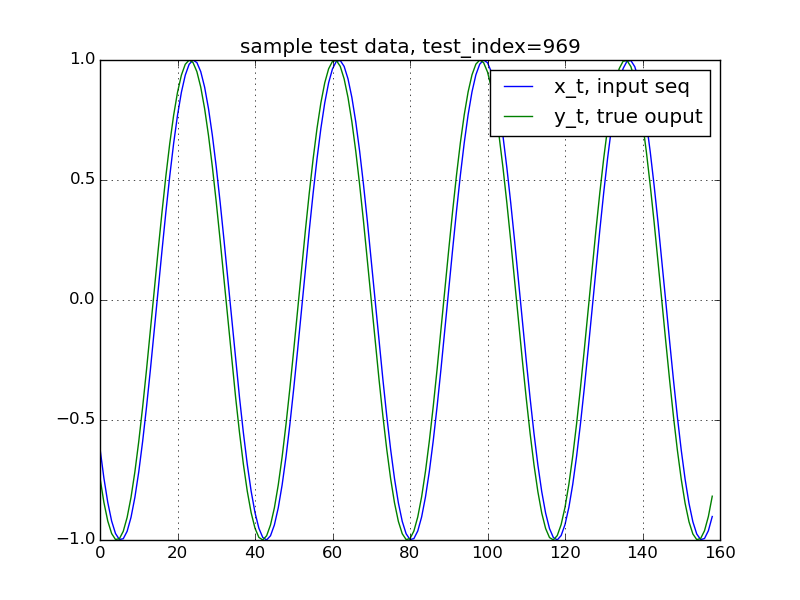 sample test data, test_index=969
x_t, input seq
y_t, true ouput
1.0
0.5
0.0
−0.5
−1.0
0 20 40 60 80 100 120 140 160